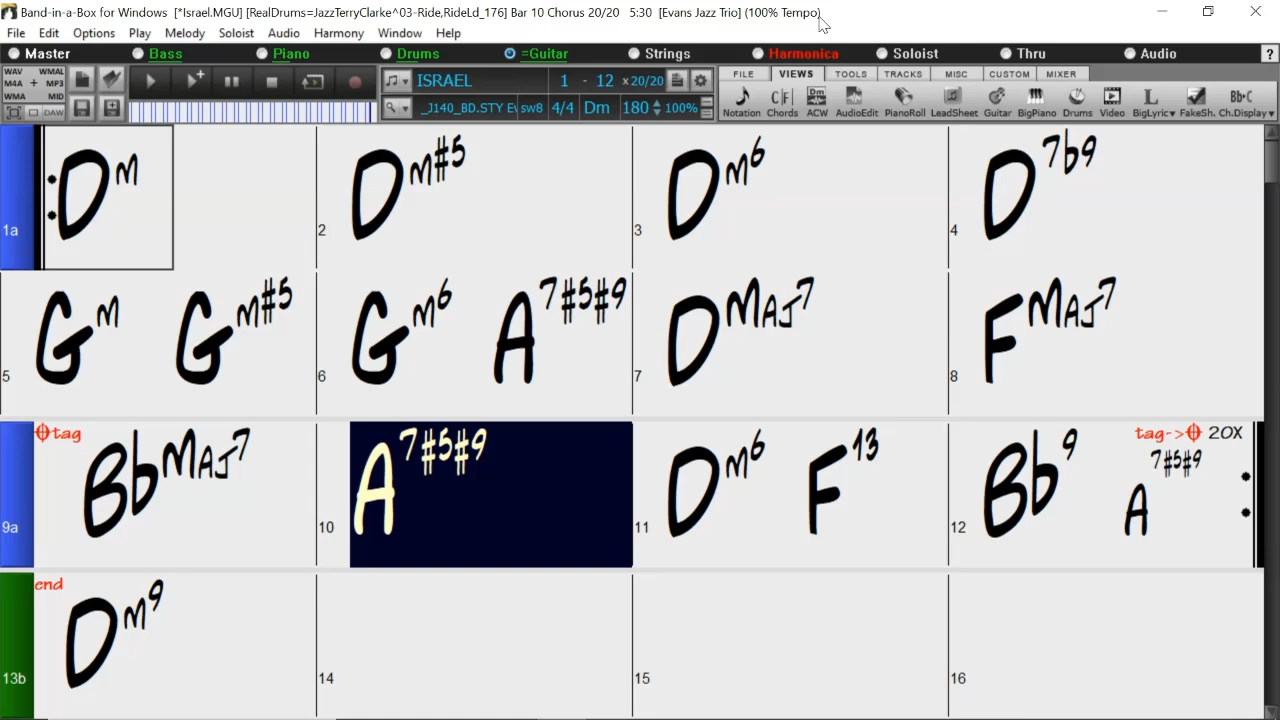 Band-in-a-Box for Windows [*Israel.MGU] [RealDrums=JazzTerryClarke^03-Ride,RideLd_176] Bar 10 Chorus 20/20 5:30 [Evans Jazz Trio] (100% Tempo)
File Edit Options Play Melody Soloist Audio Harmony Window Help
Master Bass Piano Drums =Guitar Strings Harmonica Soloist Thru Audio ?
WAV WMAL
M4A + MP3
WMA MID
DAW
ISRAEL 1 - 12 x20/20
_J140_BD.STY Ev sw8 4/4 Dm 180 100%
FILE VIEWS TOOLS TRACKS MISC CUSTOM MIXER
Notation Chords ACW AudioEdit PianoRoll LeadSheet Guitar BigPiano Drums Video BigLyric FakeSh. Ch.Display
1a Dm 2 Dm#5 3 Dm6 4 D7b9
5 Gm Gm#5 6 Gm6 A7#5#9 7 DMaj7 8 FMaj7
tag tag-> 20X
9a BbMaj7 10 A7#5#9 11 Dm6 F13 12 Bb9 A7#5#9
end
13b Dm9 14 15 16